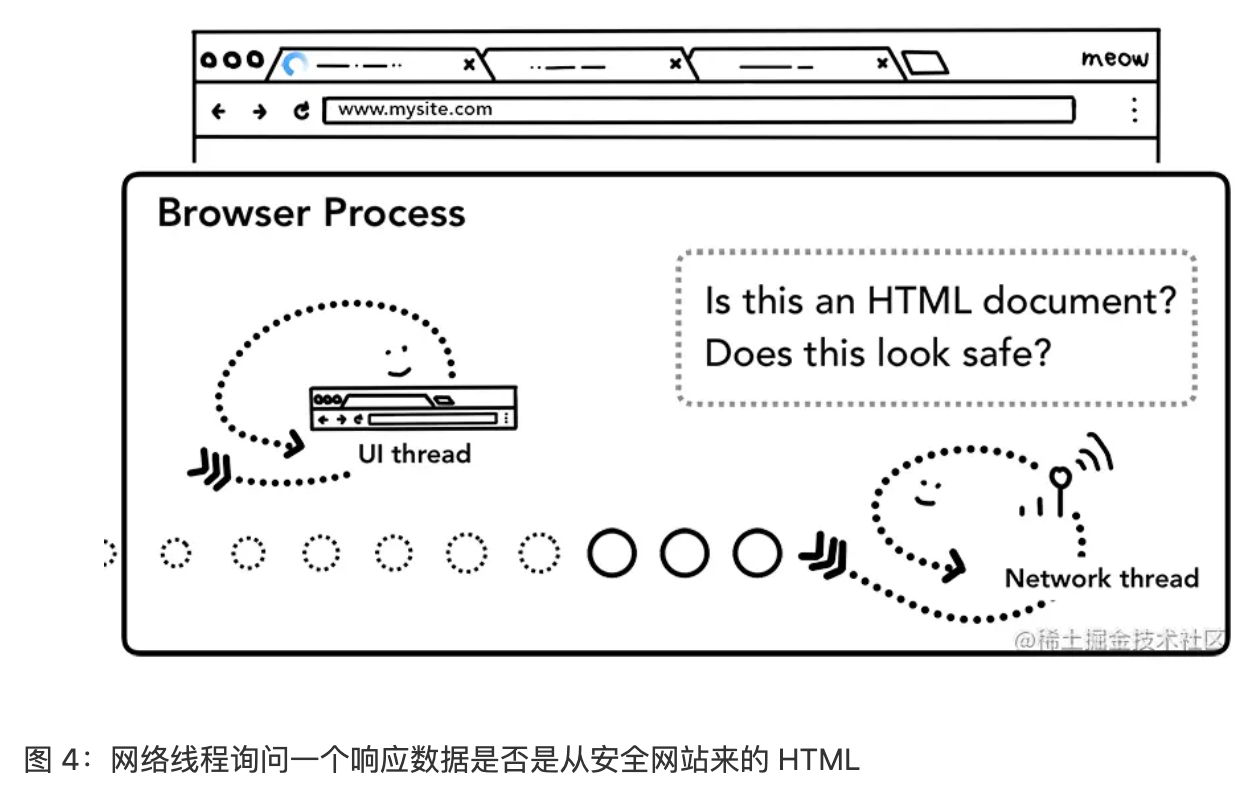 meow
www.mysite.com
Browser Process
Is this an HTML document?
Does this look safe?
UI thread
Network thread
@稀土掘金技术社区
图 4：网络线程询问一个响应数据是否是从安全网站来的 HTML